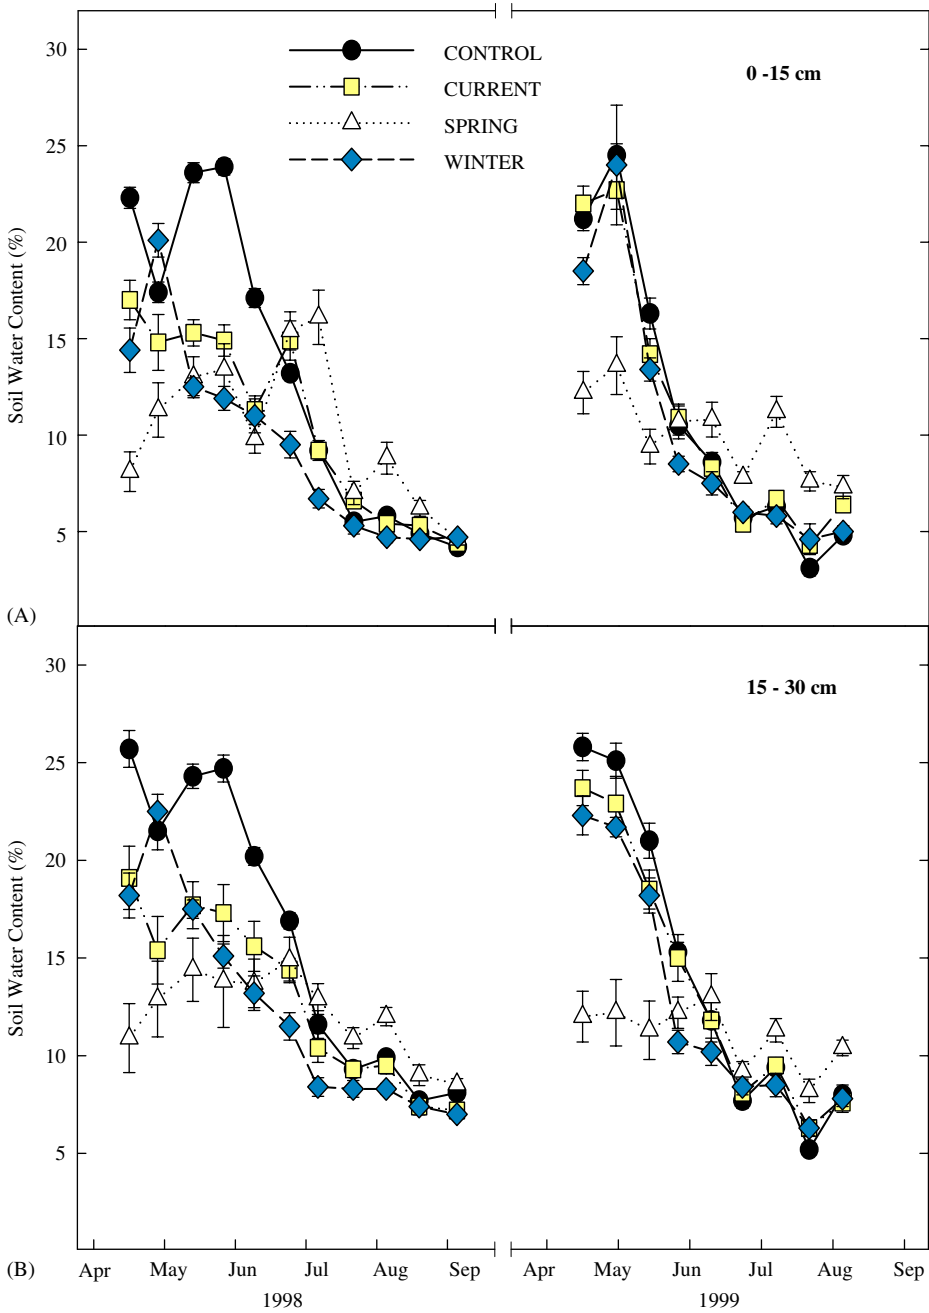 30
25
20
15
10
5
Soil Water Content (%)
CONTROL
CURRENT
SPRING
WINTER
0 -15 cm
(A)
30
25
20
15
10
5
Soil Water Content (%)
15 - 30 cm
(B)
Apr May Jun Jul Aug Sep Apr May Jun Jul Aug Sep
1998 1999